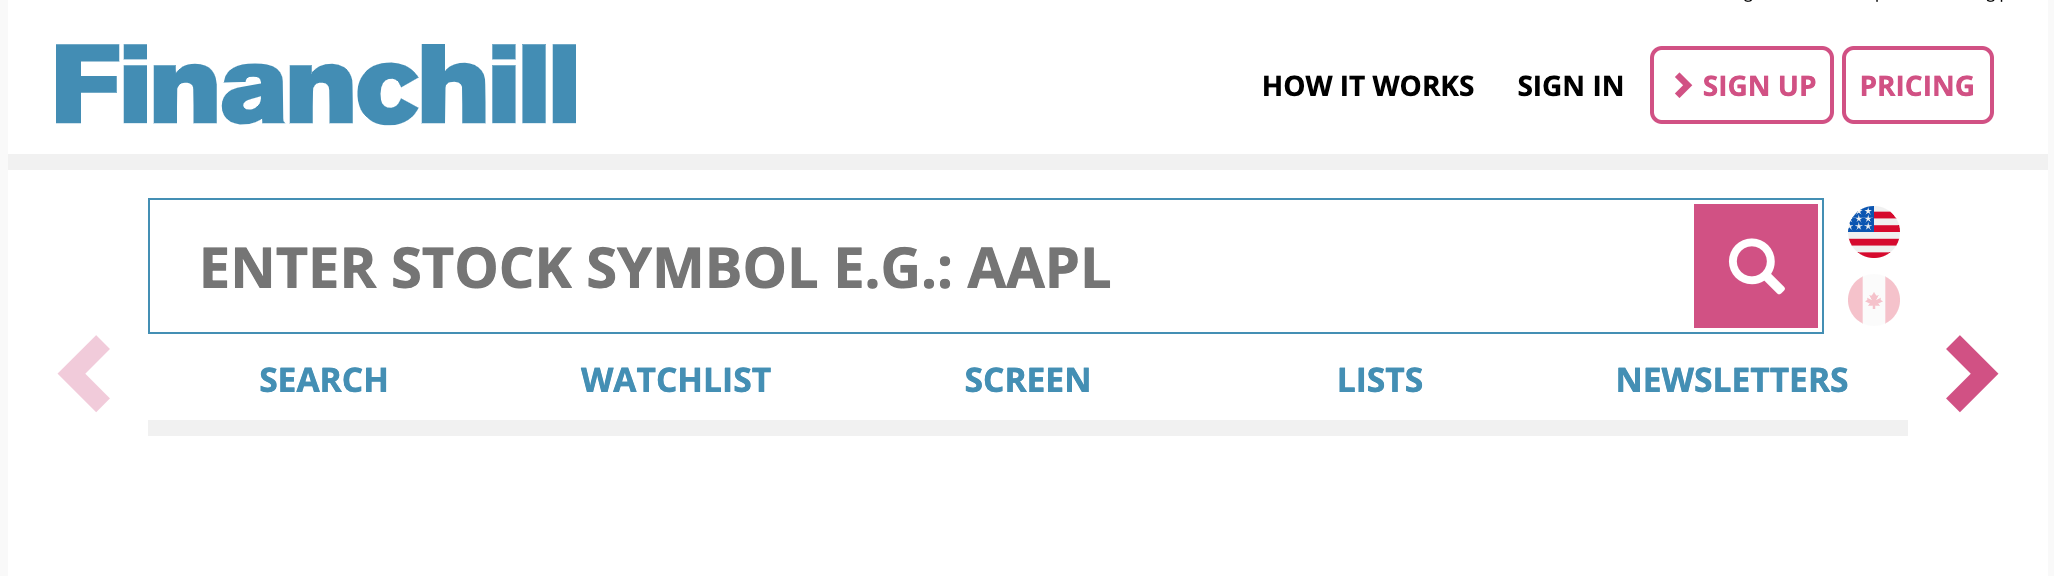 Financhill
HOW IT WORKS SIGN IN SIGN UP PRICING
ENTER STOCK SYMBOL E.G.: AAPL
SEARCH WATCHLIST SCREEN LISTS NEWSLETTERS